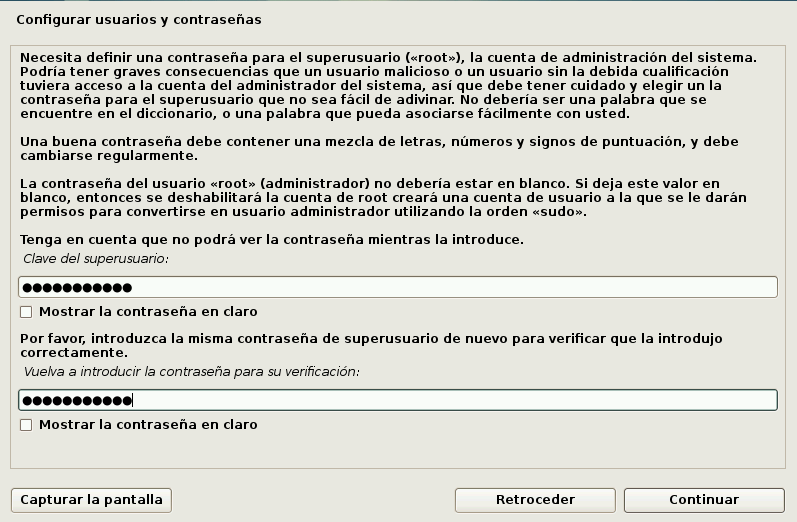 Configurar usuarios y contraseñas
Necesita definir una contraseña para el superusuario («root»), la cuenta de administración del sistema.
Podría tener graves consecuencias que un usuario malicioso o un usuario sin la debida cualificación
tuviera acceso a la cuenta del administrador del sistema, así que debe tener cuidado y elegir un la
contraseña para el superusuario que no sea fácil de adivinar. No debería ser una palabra que se
encuentre en el diccionario, o una palabra que pueda asociarse fácilmente con usted.
Una buena contraseña debe contener una mezcla de letras, números y signos de puntuación, y debe
cambiarse regularmente.
La contraseña del usuario «root» (administrador) no debería estar en blanco. Si deja este valor en
blanco, entonces se deshabilitará la cuenta de root creará una cuenta de usuario a la que se le darán
permisos para convertirse en usuario administrador utilizando la orden «sudo».
Tenga en cuenta que no podrá ver la contraseña mientras la introduce.
Clave del superusuario:
●●●●●●●●●●●
Mostrar la contraseña en claro
Por favor, introduzca la misma contraseña de superusuario de nuevo para verificar que la introdujo
correctamente.
Vuelva a introducir la contraseña para su verificación:
●●●●●●●●●●●
Mostrar la contraseña en claro
Capturar la pantalla
Retroceder
Continuar